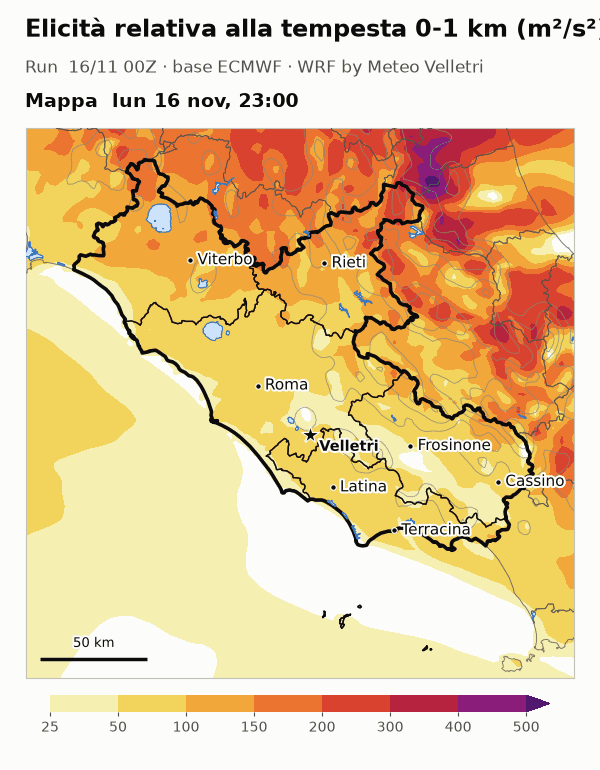 Elicità relativa alla tempesta 0-1 km (m²/s²)
Run 16/11 00Z · base ECMWF · WRF by Meteo Velletri
Mappa lun 16 nov, 23:00
Viterbo
Rieti
Roma
Velletri
Frosinone
Cassino
Latina
Terracina
50 km
25 50 100 150 200 300 400 500